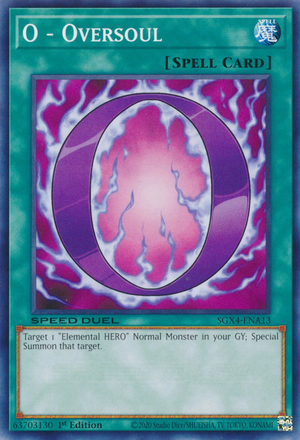 O - Oversoul
SPELL
魔
[Spell Card]
O
SPEED DUEL
SGX4-ENA13
Target 1 "Elemental HERO" Normal Monster in your GY; Special
Summon that target.
63703130 1st Edition
©2020 Studio Dice/SHUEISHA, TV TOKYO, KONAMI